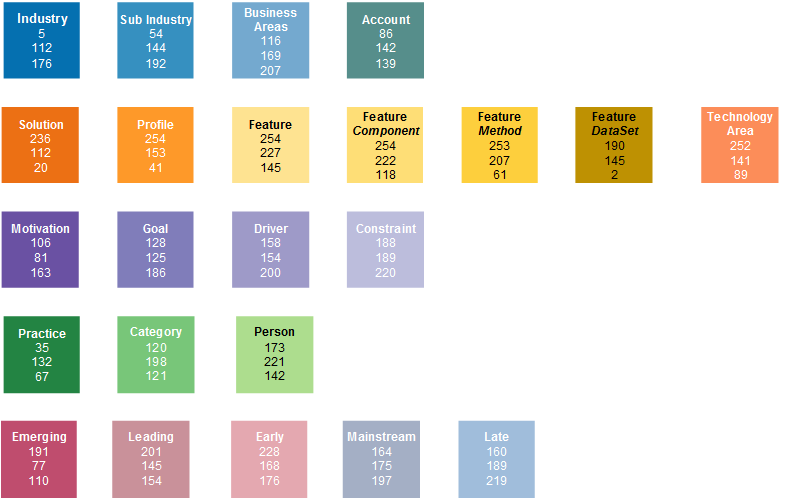 Industry
5
112
176
Sub Industry
54
144
192
Business
Areas
116
169
207
Account
86
142
139
Solution
236
112
20
Profile
254
153
41
Feature
254
227
145
Feature
Component
254
222
118
Feature
Method
253
207
61
Feature
DataSet
190
145
2
Technology
Area
252
141
89
Motivation
106
81
163
Goal
128
125
186
Driver
158
154
200
Constraint
188
189
220
Practice
35
132
67
Category
120
198
121
Person
173
221
142
Emerging
191
77
110
Leading
201
145
154
Early
228
168
176
Mainstream
164
175
197
Late
160
189
219